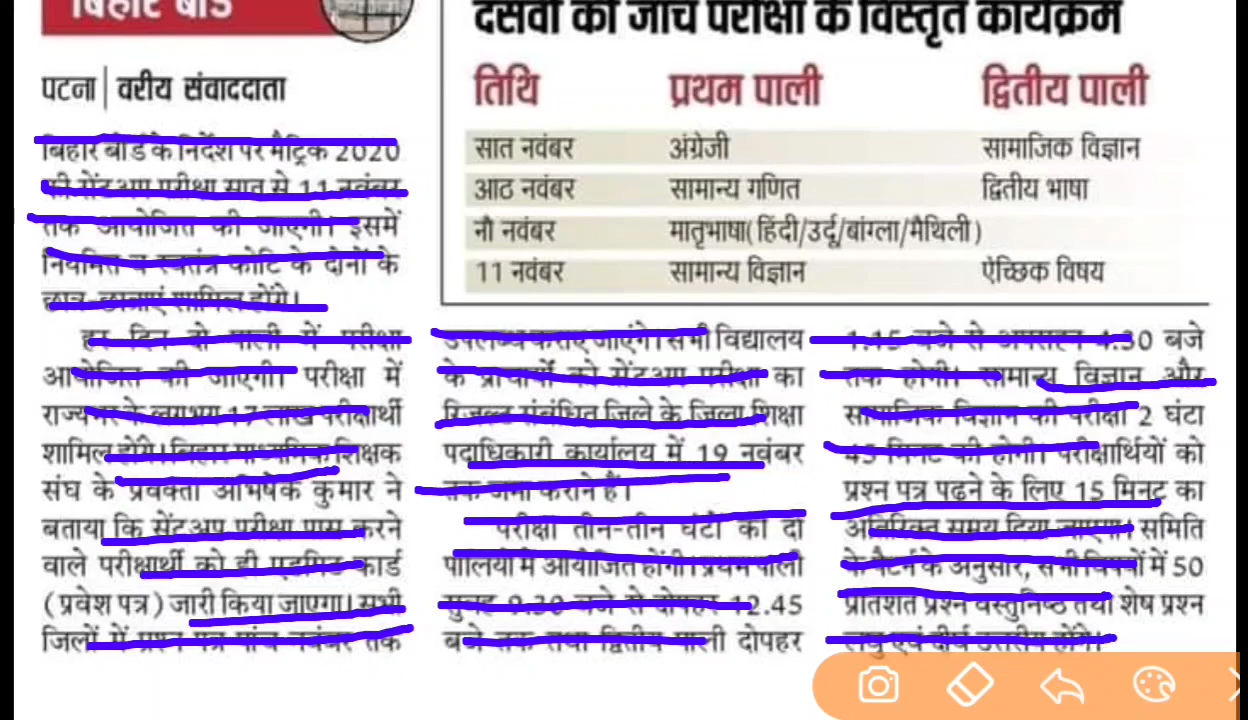 बिहार बोर्ड
दसवीं की जांच परीक्षा के विस्तृत कार्यक्रम
पटना | वरीय संवाददाता
तिथि प्रथम पाली द्वितीय पाली
सात नवंबर अंग्रेजी सामाजिक विज्ञान
आठ नवंबर सामान्य गणित द्वितीय भाषा
नौ नवंबर मातृभाषा(हिंदी/उर्दू/बांग्ला/मैथिली)
11 नवंबर सामान्य विज्ञान ऐच्छिक विषय
बिहार बोर्ड के निर्देश पर मैट्रिक 2020
की सेंटअप परीक्षा सात से 11 नवंबर
तक आयोजित की जाएगी। इसमें
नियमित व स्वतंत्र कोटि के दोनों के
छात्र-छात्राएं शामिल होंगे।
हर दिन दो पाली में परीक्षा
आयोजित की जाएगी। परीक्षा में
राज्यभर के लगभग 17 लाख परीक्षार्थी
शामिल होंगे। बिहार माध्यमिक शिक्षक
संघ के प्रवक्ता अभिषेक कुमार ने
बताया कि सेंटअप परीक्षा पास करने
वाले परीक्षार्थी को ही एडमिट कार्ड
(प्रवेश पत्र) जारी किया जाएगा। सभी
जिलों में प्रश्न पत्र पांच नवंबर तक
उपलब्ध कराए जाएंगे। सभी विद्यालय
के प्राचार्यों को सेंटअप परीक्षा का
रिजल्ट संबंधित जिले के जिला शिक्षा
पदाधिकारी कार्यालय में 19 नवंबर
तक जमा कराने हैं।
परीक्षा तीन-तीन घंटों की दो
पालियों में आयोजित होंगी। प्रथम पाली
सुबह 9.30 बजे से दोपहर 12.45
बजे तक तथा द्वितीय पाली दोपहर
1.15 बजे से अपराह्न 4.30 बजे
तक होगी। सामान्य विज्ञान और
सामाजिक विज्ञान की परीक्षा 2 घंटा
45 मिनट की होगी। परीक्षार्थियों को
प्रश्न पत्र पढ़ने के लिए 15 मिनट का
अतिरिक्त समय दिया जाएगा। समिति
के पैटर्न के अनुसार, सभी विषयों में 50
प्रतिशत प्रश्न वस्तुनिष्ठ तथा शेष प्रश्न
लघु एवं दीर्घ उत्तरीय होंगे।